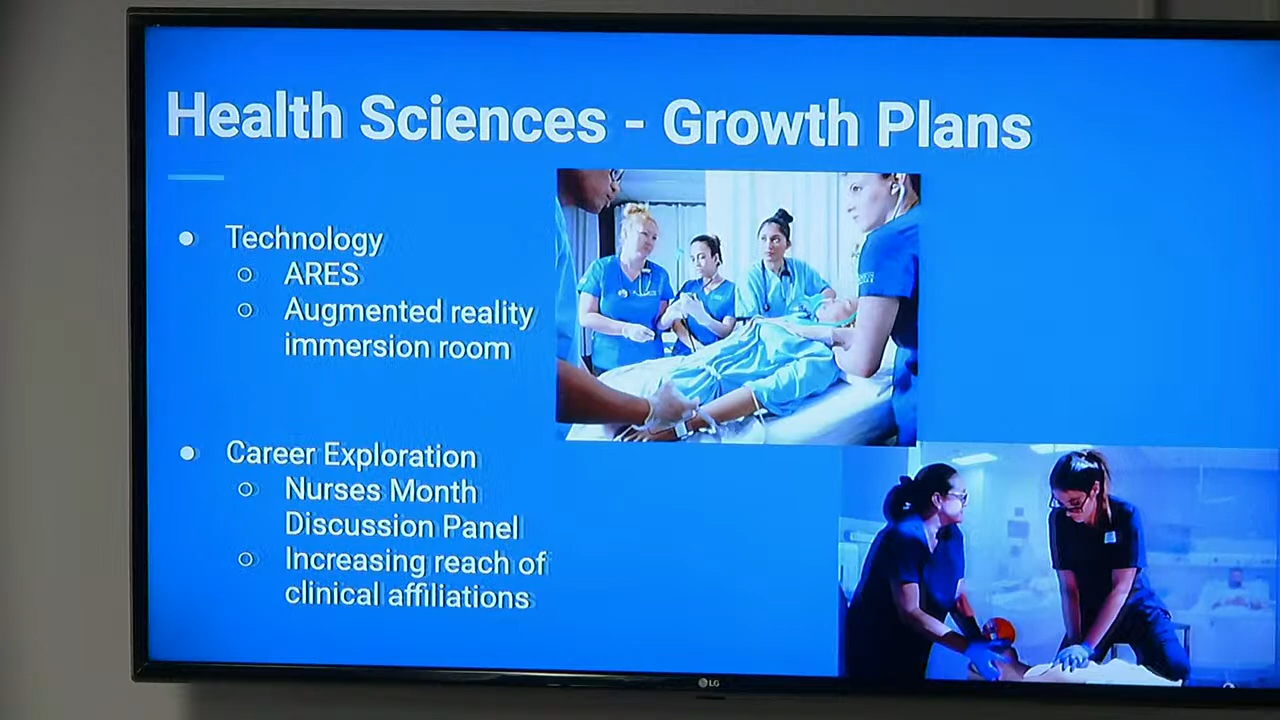 Health Sciences - Growth Plans
Technology
ARES
Augmented reality
immersion room
Career Exploration
Nurses Month
Discussion Panel
Increasing reach of
clinical affiliations
LG